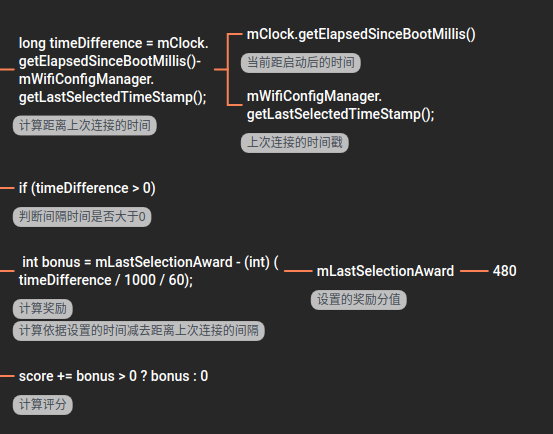 long timeDifference = mClock.
getElapsedSinceBootMillis()-
mWifiConfigManager.
getLastSelectedTimeStamp();
计算距离上次连接的时间
mClock.getElapsedSinceBootMillis()
当前距启动后的时间
mWifiConfigManager.
getLastSelectedTimeStamp();
上次连接的时间戳
if (timeDifference > 0)
判断间隔时间是否大于0
int bonus = mLastSelectionAward - (int) (
timeDifference / 1000 / 60);
计算奖励
计算依据设置的时间减去距离上次连接的间隔
mLastSelectionAward
设置的奖励分值
480
score += bonus > 0 ? bonus : 0
计算评分